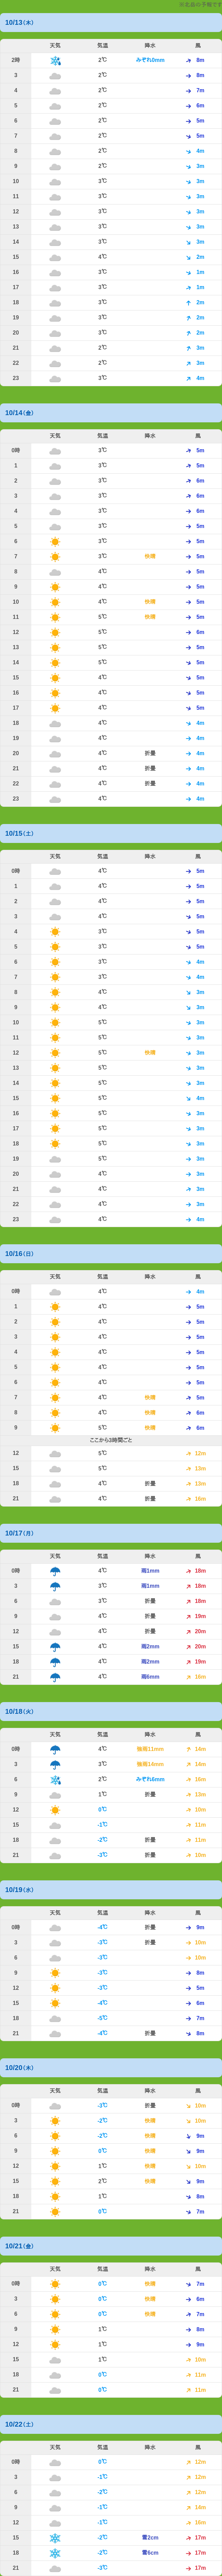 10/13(木)
天気 気温 降水 風
2時 2℃ みぞれ0mm 8m
3 2℃ 8m
4 2℃ 7m
5 2℃ 6m
6 2℃ 5m
7 2℃ 5m
8 2℃ 4m
9 3℃ 3m
10 3℃ 3m
11 3℃ 3m
12 3℃ 3m
13 3℃ 3m
14 3℃ 3m
15 4℃ 2m
16 3℃ 1m
17 3℃ 1m
18 3℃ 2m
19 3℃ 2m
20 3℃ 2m
21 2℃ 3m
22 2℃ 3m
23 3℃ 4m
10/14(金)
天気 気温 降水 風
0時 3℃ 5m
1 3℃ 5m
2 3℃ 6m
3 3℃ 6m
4 3℃ 6m
5 3℃ 5m
6 3℃ 5m
7 3℃ 快晴 5m
8 4℃ 5m
9 4℃ 5m
10 4℃ 快晴 5m
11 5℃ 快晴 5m
12 5℃ 6m
13 5℃ 5m
14 5℃ 5m
15 4℃ 5m
16 4℃ 5m
17 4℃ 5m
18 4℃ 4m
19 4℃ 4m
20 4℃ 折曇 4m
21 4℃ 折曇 4m
22 4℃ 折曇 4m
23 4℃ 4m
10/15(土)
天気 気温 降水 風
0時 4℃ 5m
1 4℃ 5m
2 4℃ 5m
3 4℃ 5m
4 3℃ 5m
5 3℃ 5m
6 3℃ 4m
7 3℃ 4m
8 4℃ 3m
9 4℃ 3m
10 5℃ 3m
11 5℃ 3m
12 5℃ 快晴 3m
13 5℃ 3m
14 5℃ 3m
15 5℃ 4m
16 5℃ 3m
17 5℃ 3m
18 5℃ 3m
19 5℃ 3m
20 4℃ 3m
21 4℃ 3m
22 4℃ 3m
23 4℃ 4m
10/16(日)
天気 気温 降水 風
0時 4℃ 4m
1 4℃ 5m
2 4℃ 5m
3 4℃ 5m
4 4℃ 5m
5 4℃ 5m
6 4℃ 5m
7 4℃ 快晴 5m
8 4℃ 快晴 6m
9 5℃ 快晴 6m
ここから3時間ごと
12 5℃ 12m
15 5℃ 13m
18 4℃ 折曇 13m
21 4℃ 折曇 16m
10/17(月)
天気 気温 降水 風
0時 4℃ 雨1mm 18m
3 3℃ 雨1mm 18m
6 3℃ 折曇 18m
9 4℃ 折曇 19m
12 4℃ 折曇 20m
15 4℃ 雨2mm 20m
18 4℃ 雨2mm 19m
21 4℃ 雨6mm 16m
10/18(火)
天気 気温 降水 風
0時 4℃ 強雨11mm 14m
3 3℃ 強雨14mm 14m
6 2℃ みぞれ8mm 16m
9 1℃ 折曇 13m
12 0℃ 10m
15 -1℃ 11m
18 -2℃ 折曇 11m
21 -3℃ 折曇 10m
10/19(水)
天気 気温 降水 風
0時 -4℃ 折曇 9m
3 -3℃ 折曇 10m
6 -3℃ 10m
9 -3℃ 8m
12 -3℃ 5m
15 -4℃ 6m
18 -5℃ 7m
21 -4℃ 折曇 8m
10/20(木)
天気 気温 降水 風
0時 -3℃ 折曇 10m
3 -2℃ 快晴 10m
6 -2℃ 快晴 9m
9 0℃ 快晴 9m
12 1℃ 快晴 10m
15 2℃ 快晴 9m
18 1℃ 8m
21 0℃ 7m
10/21(金)
天気 気温 降水 風
0時 0℃ 快晴 7m
3 0℃ 快晴 6m
6 0℃ 快晴 7m
9 1℃ 8m
12 1℃ 9m
15 1℃ 10m
18 0℃ 11m
21 0℃ 11m
10/22(土)
天気 気温 降水 風
0時 0℃ 12m
3 -1℃ 12m
6 -2℃ 12m
9 -1℃ 14m
12 -1℃ 16m
15 -2℃ 雪2cm 17m
18 -2℃ 雪6cm 17m
21 -3℃ 17m